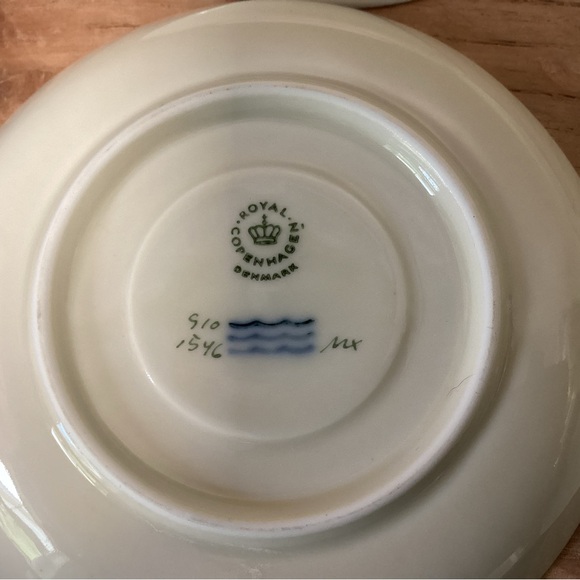 ROYAL COPENHAGEN
DENMARK
910
1546 MX